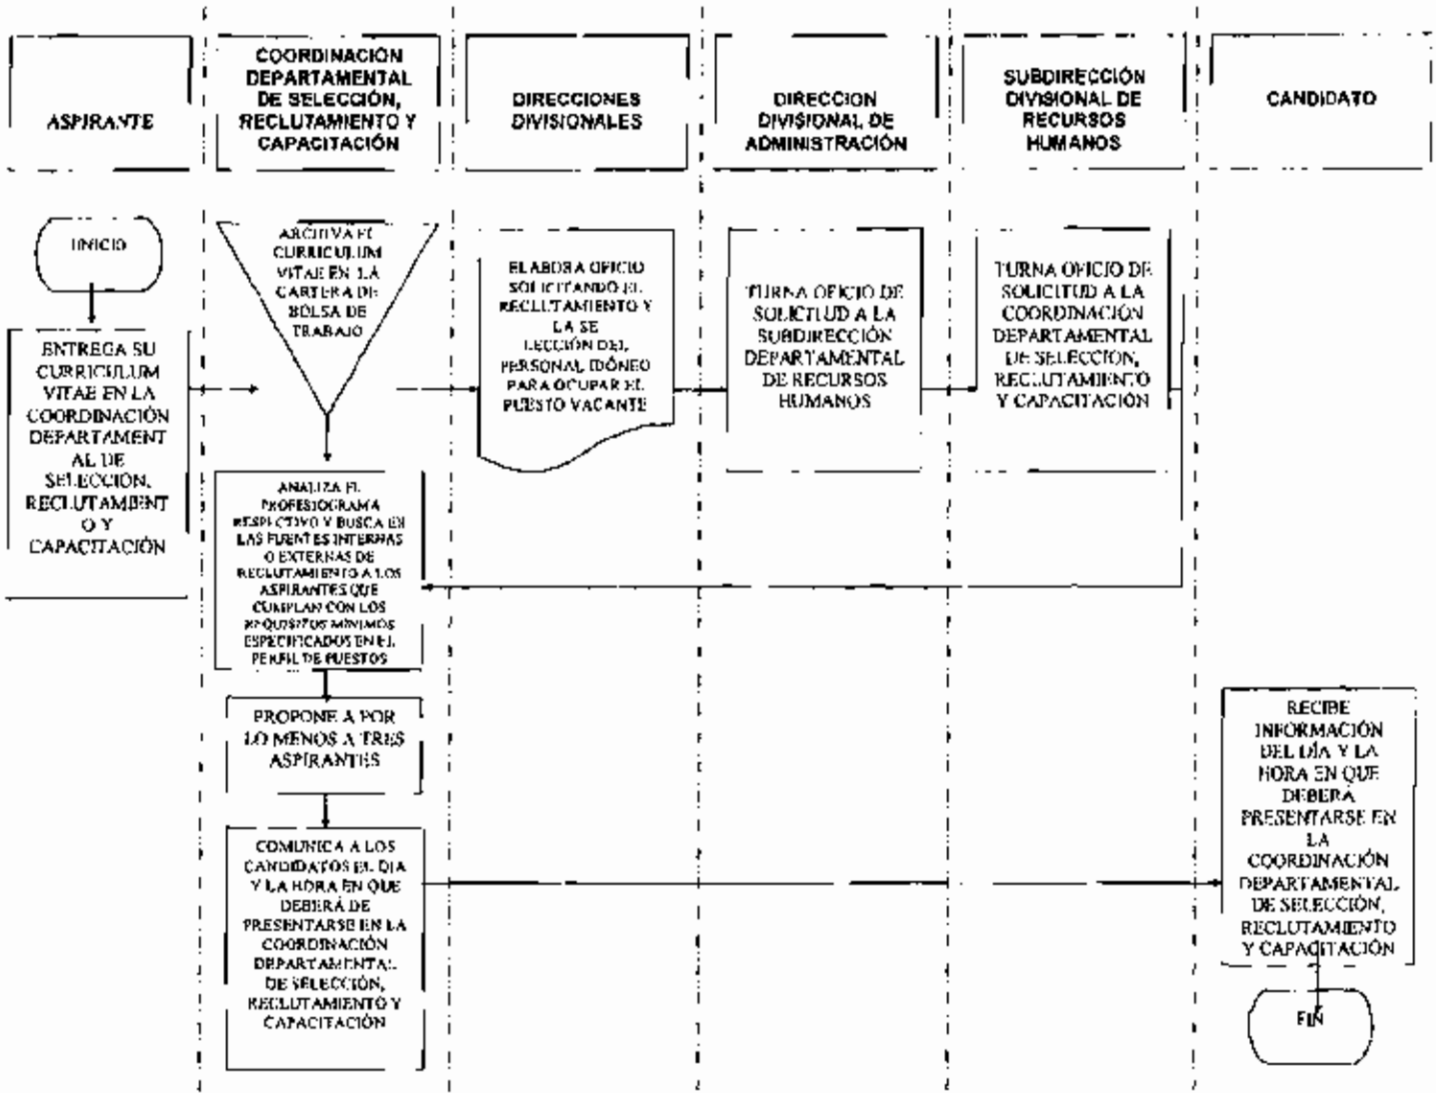 ASPIRANTE
COORDINACIÓN
DEPARTAMENTAL
DE SELECCIÓN,
RECLUTAMIENTO Y
CAPACITACIÓN
DIRECCIONES
DIVISIONALES
DIRECCION
DIVISIONAL DE
ADMINISTRACIÓN
SUBDIRECCIÓN
DIVISIONAL DE
RECURSOS
HUMANOS
CANDIDATO
INICIO
ENTREGA SU
CURRICULUM
VITAE EN LA
COORDINACIÓN
DEPARTAMENT
AL DE
SELECCIÓN,
RECLUTAMIENT
O Y
CAPACITACIÓN
ARCHIVA EL
CURRICULUM
VITAE EN LA
CARTERA DE
BOLSA DE
TRABAJO
ANALIZA EL
PROFESIOGRAMA
RESPECTIVO Y BUSCA EN
LAS FUENTES INTERNAS
O EXTERNAS DE
RECLUTAMIENTO A LOS
ASPIRANTES QUE
CUMPLAN CON LOS
REQUISITOS MÍNIMOS
ESPECIFICADOS EN EL
PERFIL DE PUESTOS
PROPONE A POR
LO MENOS A TRES
ASPIRANTES
COMUNICA A LOS
CANDIDATOS EL DIA
Y LA HORA EN QUE
DEBERÁ DE
PRESENTARSE EN LA
COORDINACIÓN
DEPARTAMENTAL
DE SELECCIÓN,
RECLUTAMIENTO Y
CAPACITACIÓN
ELABORA OFICIO
SOLICITANDO EL
RECLUTAMIENTO Y
LA SE
LECCIÓN DEL
PERSONAL IDÓNEO
PARA OCUPAR EL
PUESTO VACANTE
TURNA OFICIO DE
SOLICITUD A LA
SUBDIRECCIÓN
DEPARTAMENTAL
DE RECURSOS
HUMANOS
TURNA OFICIO DE
SOLICITUD A LA
COORDINACIÓN
DEPARTAMENTAL
DE SELECCIÓN,
RECLUTAMIENTO
Y CAPACITACIÓN
RECIBE
INFORMACIÓN
DEL DÍA Y LA
HORA EN QUE
DEBERÁ
PRESENTARSE EN
LA
COORDINACIÓN
DEPARTAMENTAL
DE SELECCIÓN,
RECLUTAMIENTO
Y CAPACITACIÓN
FIN